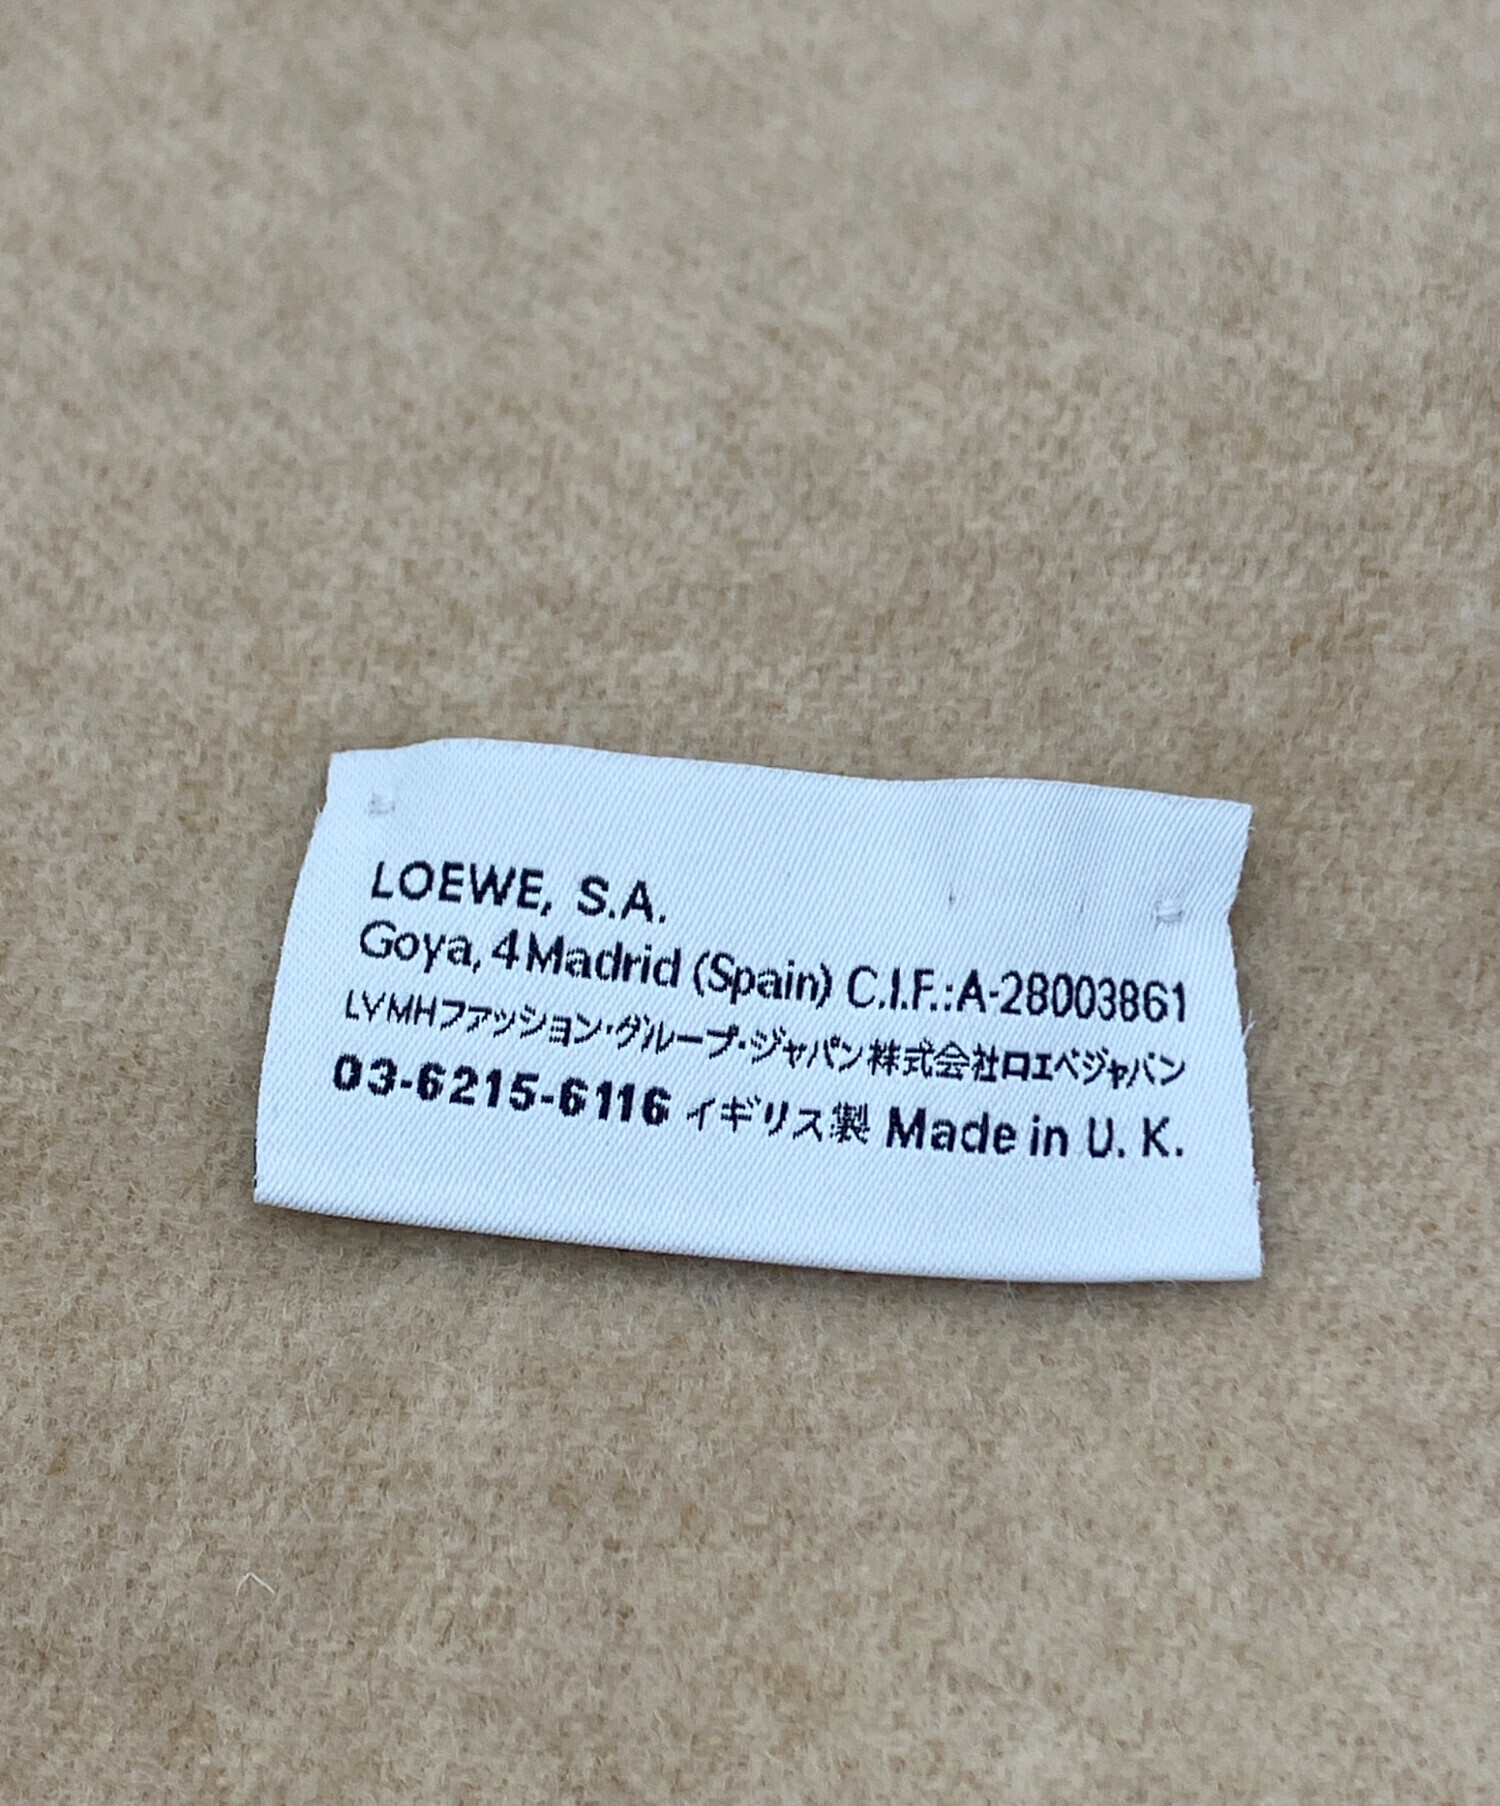 LOEWE, S.A.
Goya, 4 Madrid (Spain) C.I.F.: A-28003861
LVMHファッション・グループ・ジャパン株式会社ロエベジャパン
03-6215-6116 イギリス製 Made in U. K.